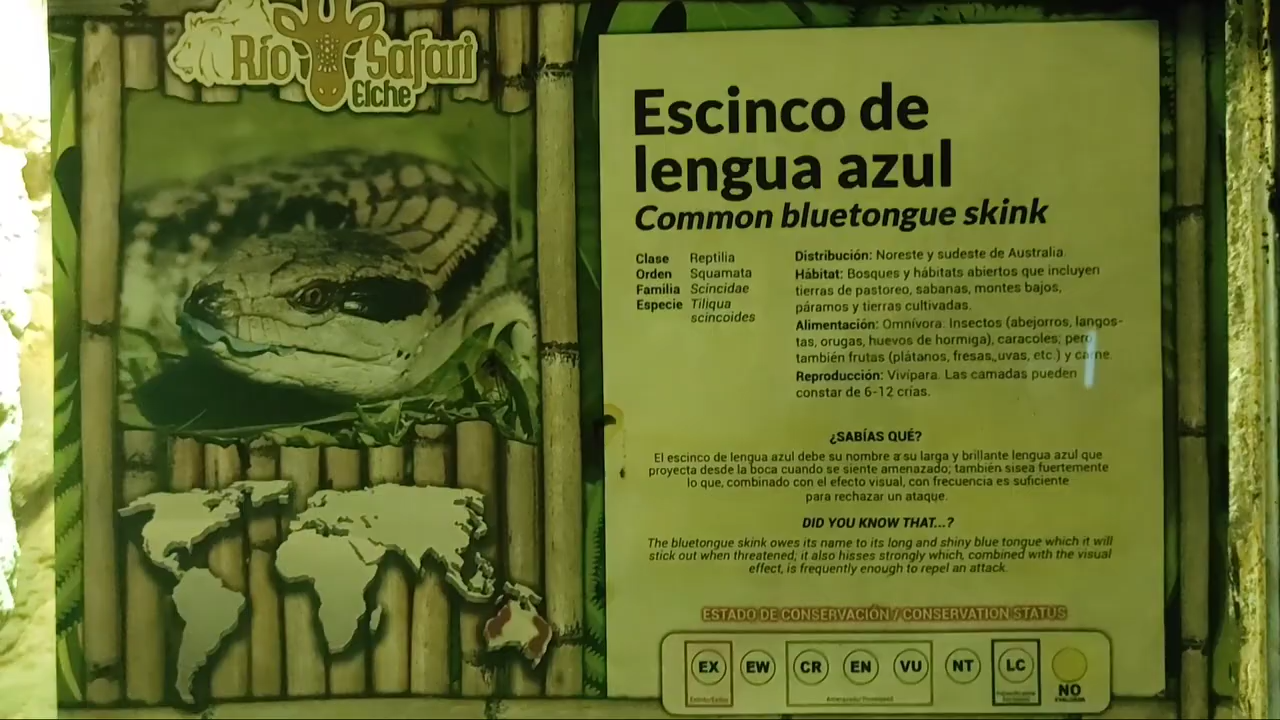 Río Safari
Elche
Escinco de
lengua azul
Common bluetongue skink
Clase Reptilia
Orden Squamata
Familia Scincidae
Especie Tiliqua
scincoides
Distribución: Noreste y sudeste de Australia.
Hábitat: Bosques y hábitats abiertos que incluyen
tierras de pastoreo, sabanas, montes bajos,
páramos y tierras cultivadas.
Alimentación: Omnívora. Insectos (abejorros, langos-
tas, orugas, huevos de hormiga), caracoles; pero
también frutas (plátanos, fresas, uvas, etc.) y carne.
Reproducción: Vivípara. Las camadas pueden
constar de 6-12 crías.
¿SABÍAS QUÉ?
El escinco de lengua azul debe su nombre a su larga y brillante lengua azul que
proyecta desde la boca cuando se siente amenazado; también sisea fuertemente
lo que, combinado con el efecto visual, con frecuencia es suficiente
para rechazar un ataque.
DID YOU KNOW THAT...?
The bluetongue skink owes its name to its long and shiny blue tongue which it will
stick out when threatened; it also hisses strongly which, combined with the visual
effect, is frequently enough to repel an attack.
ESTADO DE CONSERVACIÓN / CONSERVATION STATUS
EX EW CR EN VU NT LC
NO